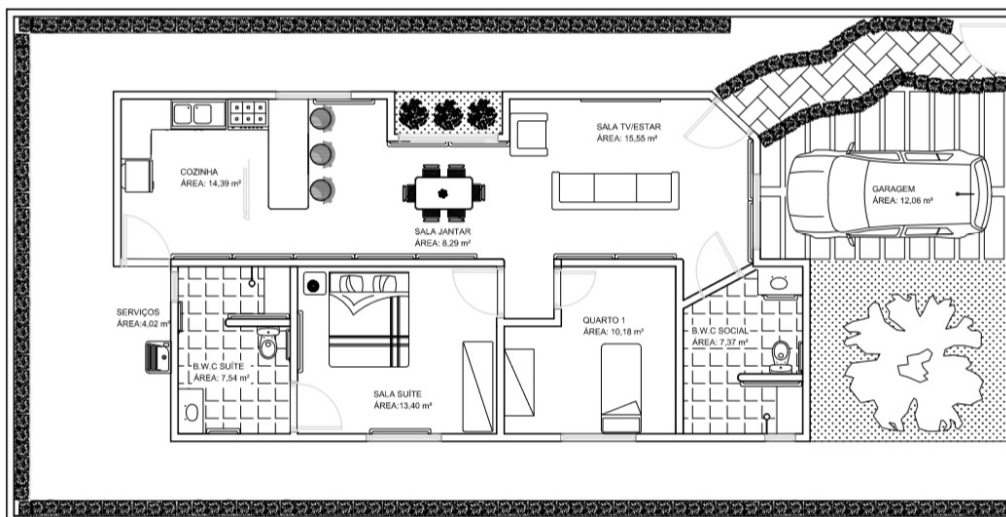 SALA TV/ESTAR
ÁREA: 15,55 m²
COZINHA
ÁREA: 14,39 m²
GARAGEM
ÁREA: 12,06 m²
SALA JANTAR
ÁREA: 8,29 m²
SERVIÇOS
ÁREA:4,02 m²
QUARTO 1
ÁREA: 10,18 m²
B.W.C SOCIAL
ÁREA: 7,37 m²
B.W.C SUÍTE
ÁREA: 7,54 m²
SALA SUÍTE
ÁREA:13,40 m²